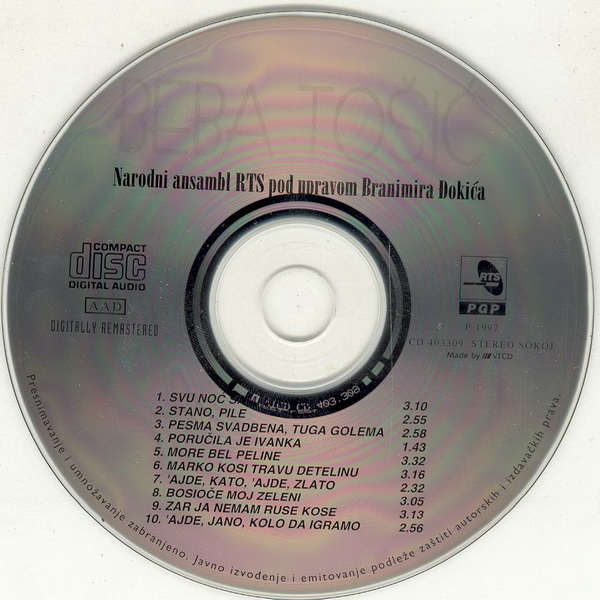 BEBA TOŠIĆ
Narodni ansambl RTS pod upravom Branimira Đokića
COMPACT
disc
DIGITAL AUDIO
AAD
DIGITALLY REMASTERED
RTS
PGP
P 1997
CD 403309 STEREO SOKOJ
Made by VTCD
VTCD CD 403.309
1. SVU NOĆ 3.10
2. STANO, PILE 2.55
3. PESMA SVADBENA, TUGA GOLEMA 2.58
4. PORUČILA JE IVANKA 1.43
5. MORE BEL PELINE 3.32
6. MARKO KOSI TRAVU DETELINU 3.16
7. 'AJDE, KATO, 'AJDE, ZLATO 2.32
8. BOSIOČE MOJ ZELENI 3.05
9. ZAR JA NEMAM RUSE KOSE 3.13
10. 'AJDE, JANO, KOLO DA IGRAMO 2.56
Presnimavanje i umnožavanje zabranjeno. Javno izvođenje i emitovanje podleže zaštiti autorskih i izdavačkih prava.